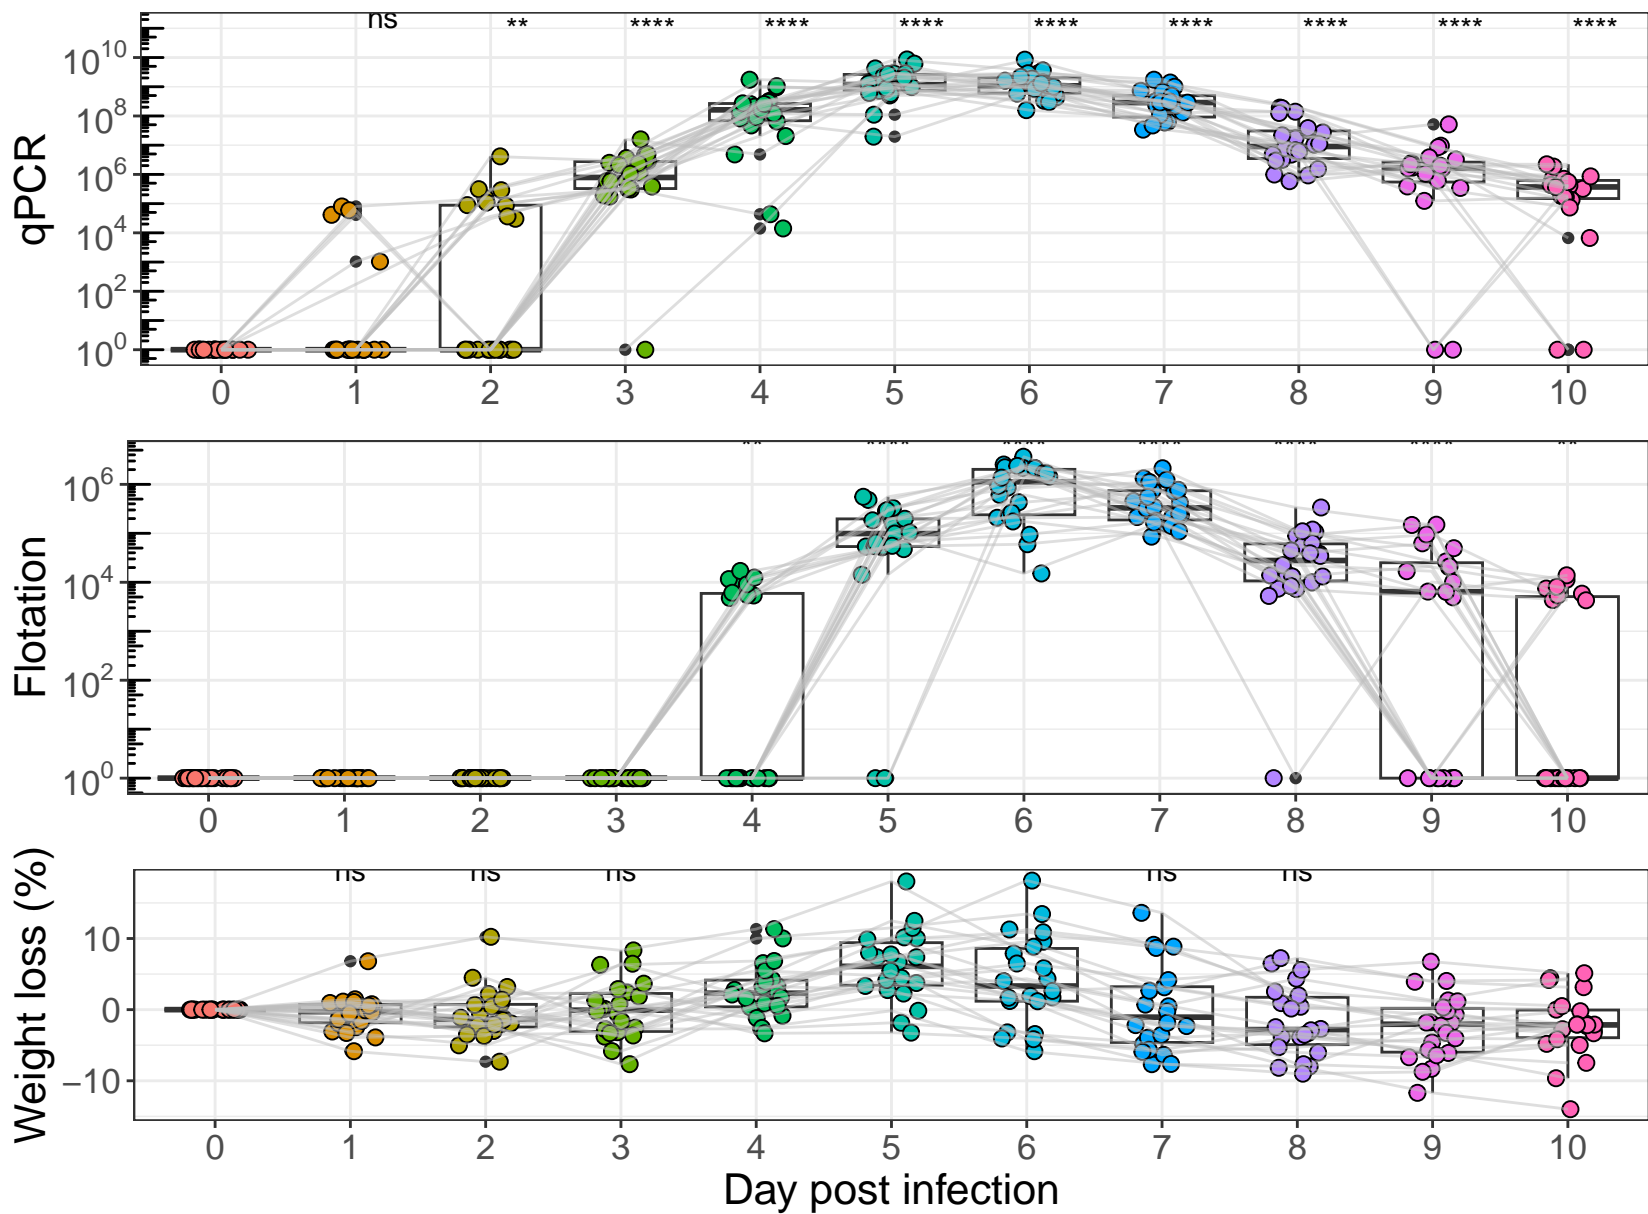 ns ** **** **** **** **** **** **** **** ****
qPCR
10^10
10^8
10^6
10^4
10^2
10^0
0 1 2 3 4 5 6 7 8 9 10
** **** **** **** **** **** **
Flotation
10^6
10^4
10^2
10^0
0 1 2 3 4 5 6 7 8 9 10
ns ns ns ns ns
Weight loss (%)
10
0
−10
0 1 2 3 4 5 6 7 8 9 10
Day post infection